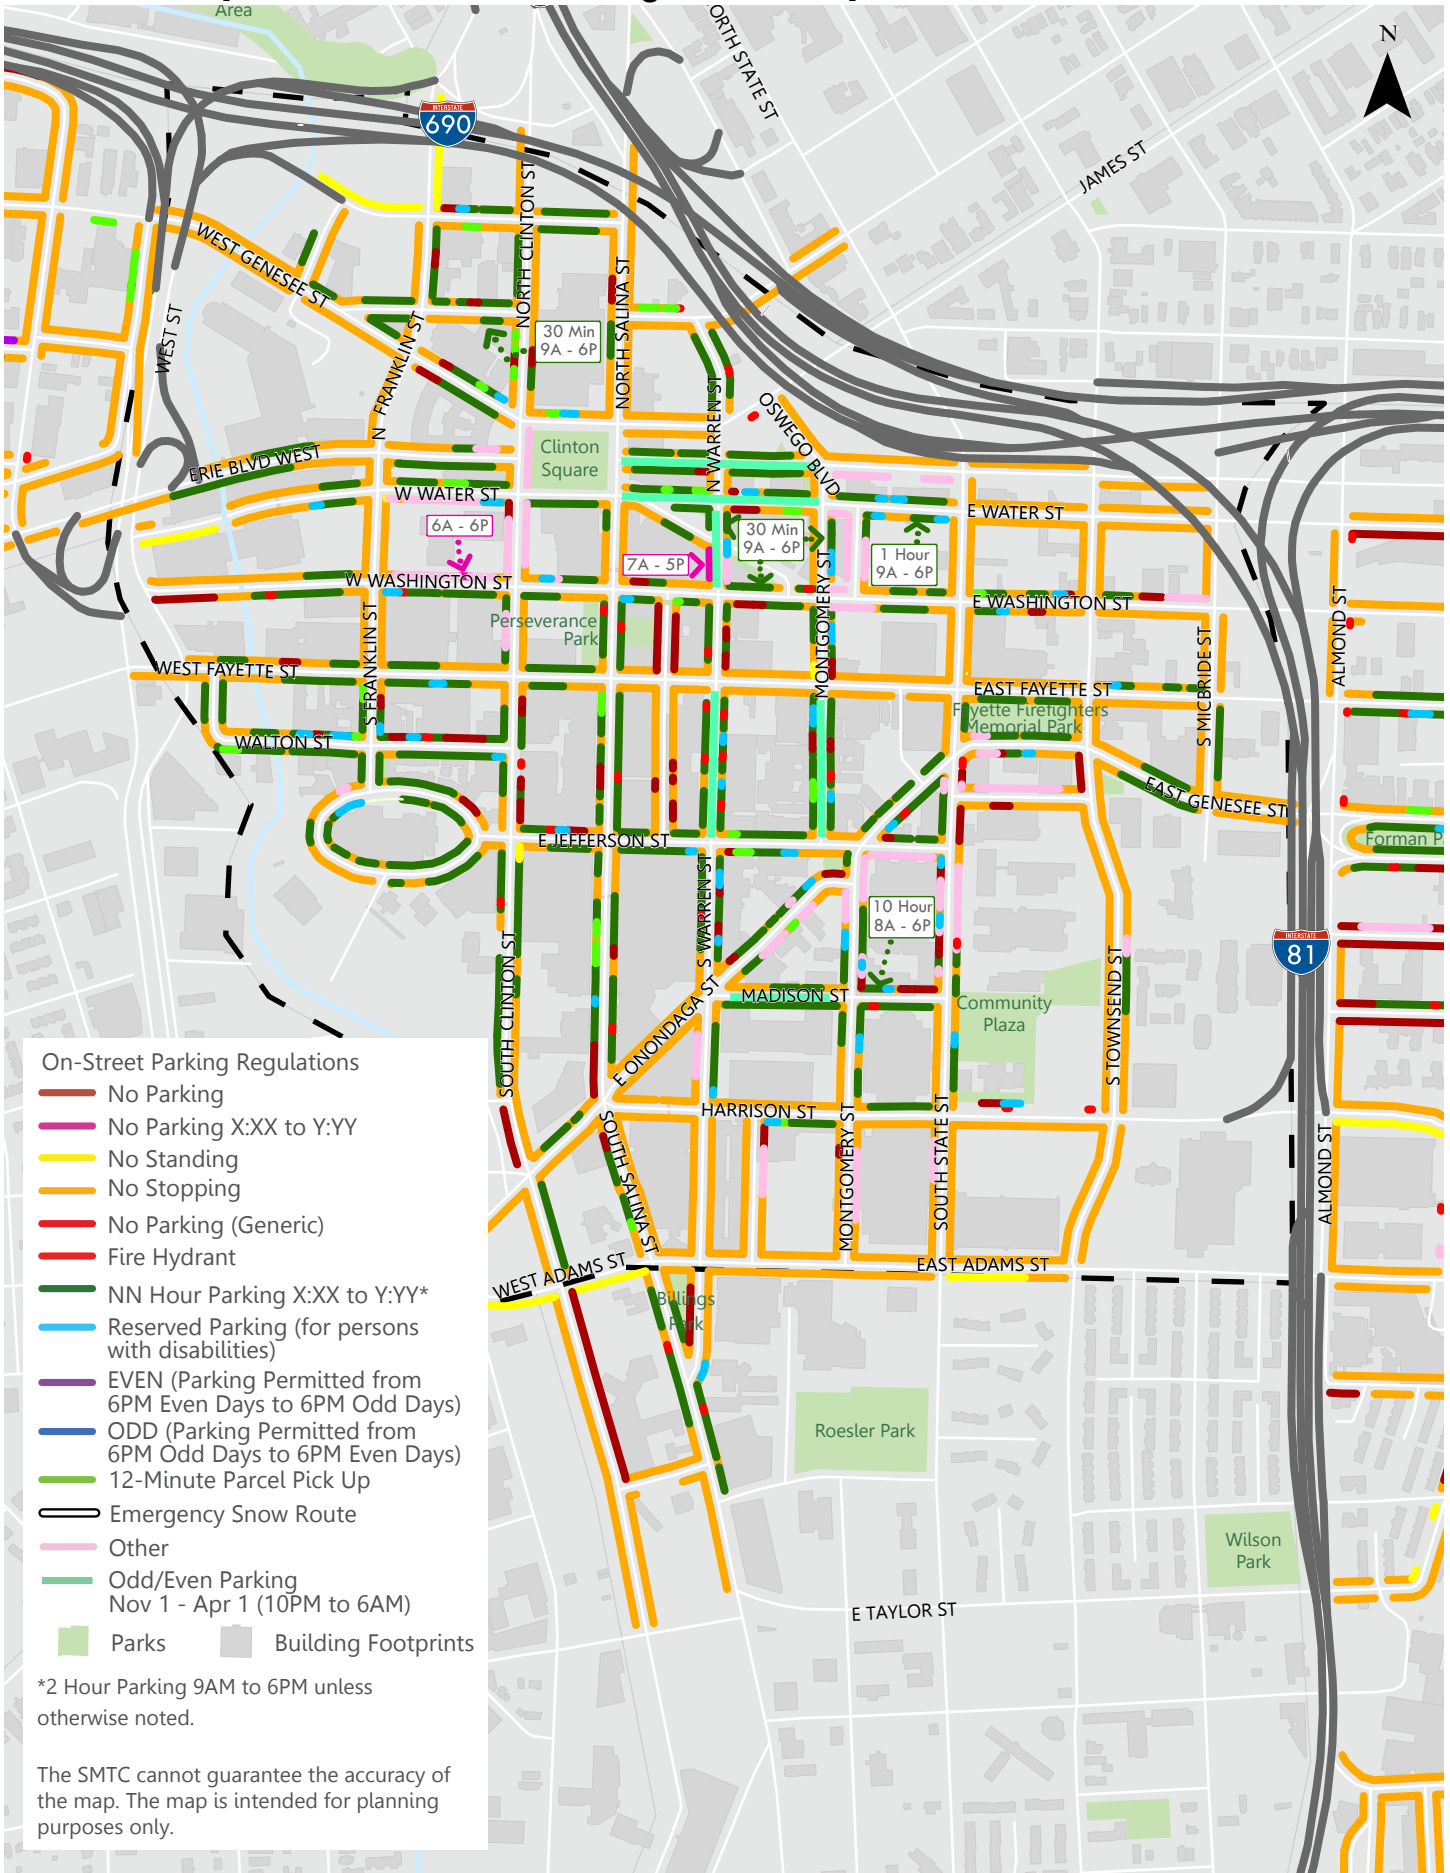 Area
N
ORTH STATE ST
INTERSTATE
690
JAMES ST
NORTH CLINTON ST
WEST GENESEE ST
NORTH SALINA ST
WEST ST
30 Min
9A - 6P
N FRANKLIN ST
N WARREN ST
OSWEGO BLVD
Clinton
Square
ERIE BLVD WEST
W WATER ST
E WATER ST
6A - 6P
30 Min
9A - 6P
7A - 5P
1 Hour
9A - 6P
W WASHINGTON ST
E WASHINGTON ST
MONTGOMERY ST
ALMOND ST
Perseverance
Park
S FRANKLIN ST
S MCBRIDE ST
WEST FAYETTE ST
EAST FAYETTE ST
Fayette Firefighters
Memorial Park
WALTON ST
EAST GENESEE ST
E JEFFERSON ST
Forman P
S WARREN ST
10 Hour
8A - 6P
INTERSTATE
81
SOUTH CLINTON ST
MADISON ST
Community
Plaza
E ONONDAGA ST
S TOWNSEND ST
HARRISON ST
SOUTH SALINA ST
MONTGOMERY ST
SOUTH STATE ST
ALMOND ST
WEST ADAMS ST
EAST ADAMS ST
Billings
Park
Roesler Park
Wilson
Park
E TAYLOR ST
On-Street Parking Regulations
No Parking
No Parking X:XX to Y:YY
No Standing
No Stopping
No Parking (Generic)
Fire Hydrant
NN Hour Parking X:XX to Y:YY*
Reserved Parking (for persons
with disabilities)
EVEN (Parking Permitted from
6PM Even Days to 6PM Odd Days)
ODD (Parking Permitted from
6PM Odd Days to 6PM Even Days)
12-Minute Parcel Pick Up
Emergency Snow Route
Other
Odd/Even Parking
Nov 1 - Apr 1 (10PM to 6AM)
Parks
Building Footprints
*2 Hour Parking 9AM to 6PM unless
otherwise noted.
The SMTC cannot guarantee the accuracy of
the map. The map is intended for planning
purposes only.